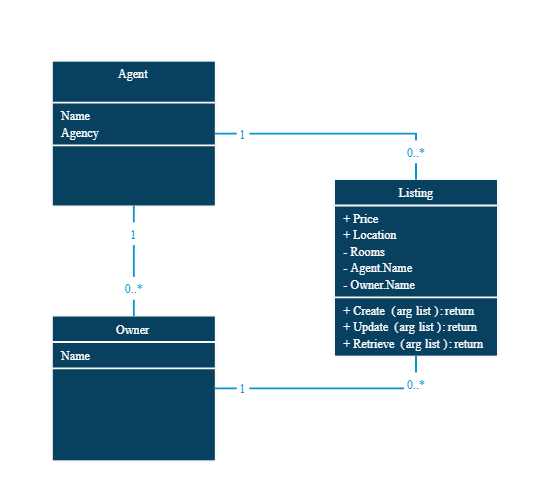 Agent
Name
Agency
1
0..*
Listing
+ Price
+ Location
- Rooms
- Agent.Name
- Owner.Name
+ Create (arg list) : return
+ Update (arg list) : return
+ Retrieve (arg list) : return
1
0..*
Owner
Name
1
0..*